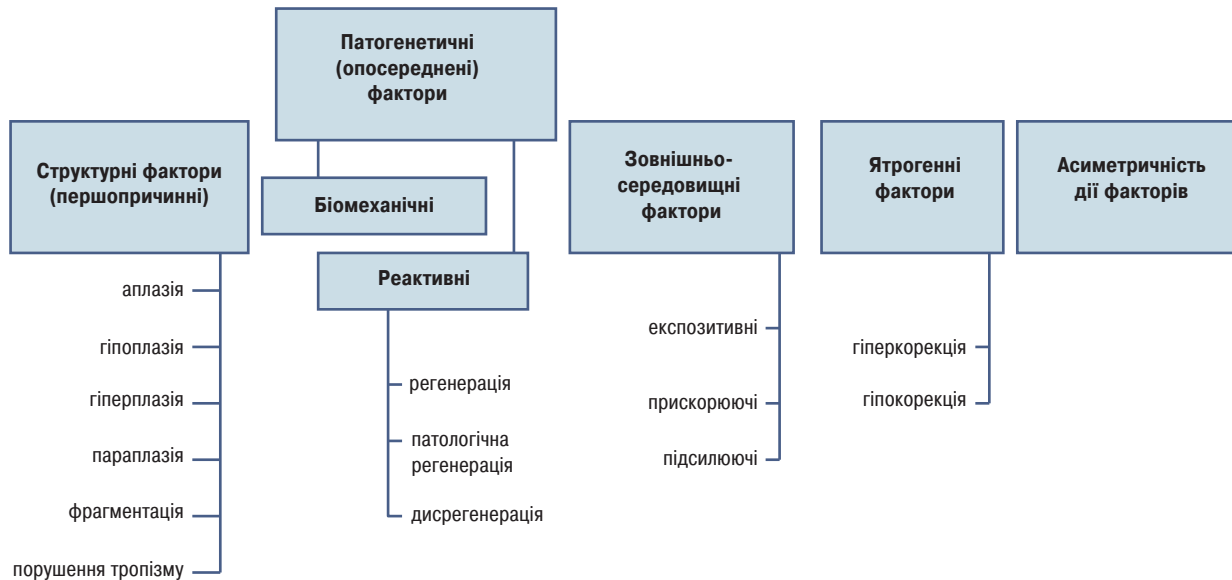 Патогенетичні
(опосереднені)
фактори
Структурні фактори
(першопричинні)
Біомеханічні
Реактивні
Зовнішньо-
середовищні
фактори
Ятрогенні
фактори
Асиметричність
дії факторів
аплазія
гіпоплазія
гіперплазія
параплазія
фрагментація
порушення тропізму
регенерація
патологічна
регенерація
дисрегенерація
експозитивні
прискорюючі
підсилюючі
гіперкорекція
гіпокорекція